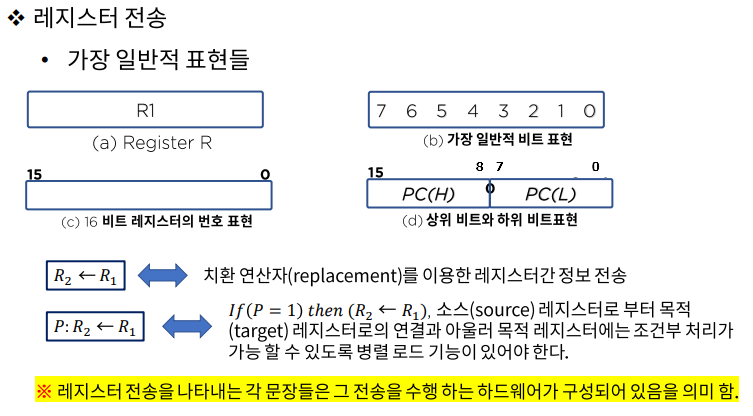 ❖ 레지스터 전송
• 가장 일반적 표현들
R1
7 6 5 4 3 2 1 0
(a) Register R
(b) 가장 일반적 비트 표현
15 0
15 8 7 0
PC(H) 0 PC(L)
(c) 16 비트 레지스터의 번호 표현
(d) 상위 비트와 하위 비트표현
R₂ ← R₁ 치환 연산자(replacement)를 이용한 레지스터간 정보 전송
If(P = 1) then (R₂ ← R₁), 소스(source) 레지스터로 부터 목적
P: R₂ ← R₁ (target) 레지스터로의 연결과 아울러 목적 레지스터에는 조건부 처리가
가능 할 수 있도록 병렬 로드 기능이 있어야 한다.
※ 레지스터 전송을 나타내는 각 문장들은 그 전송을 수행 하는 하드웨어가 구성되어 있음을 의미 함.